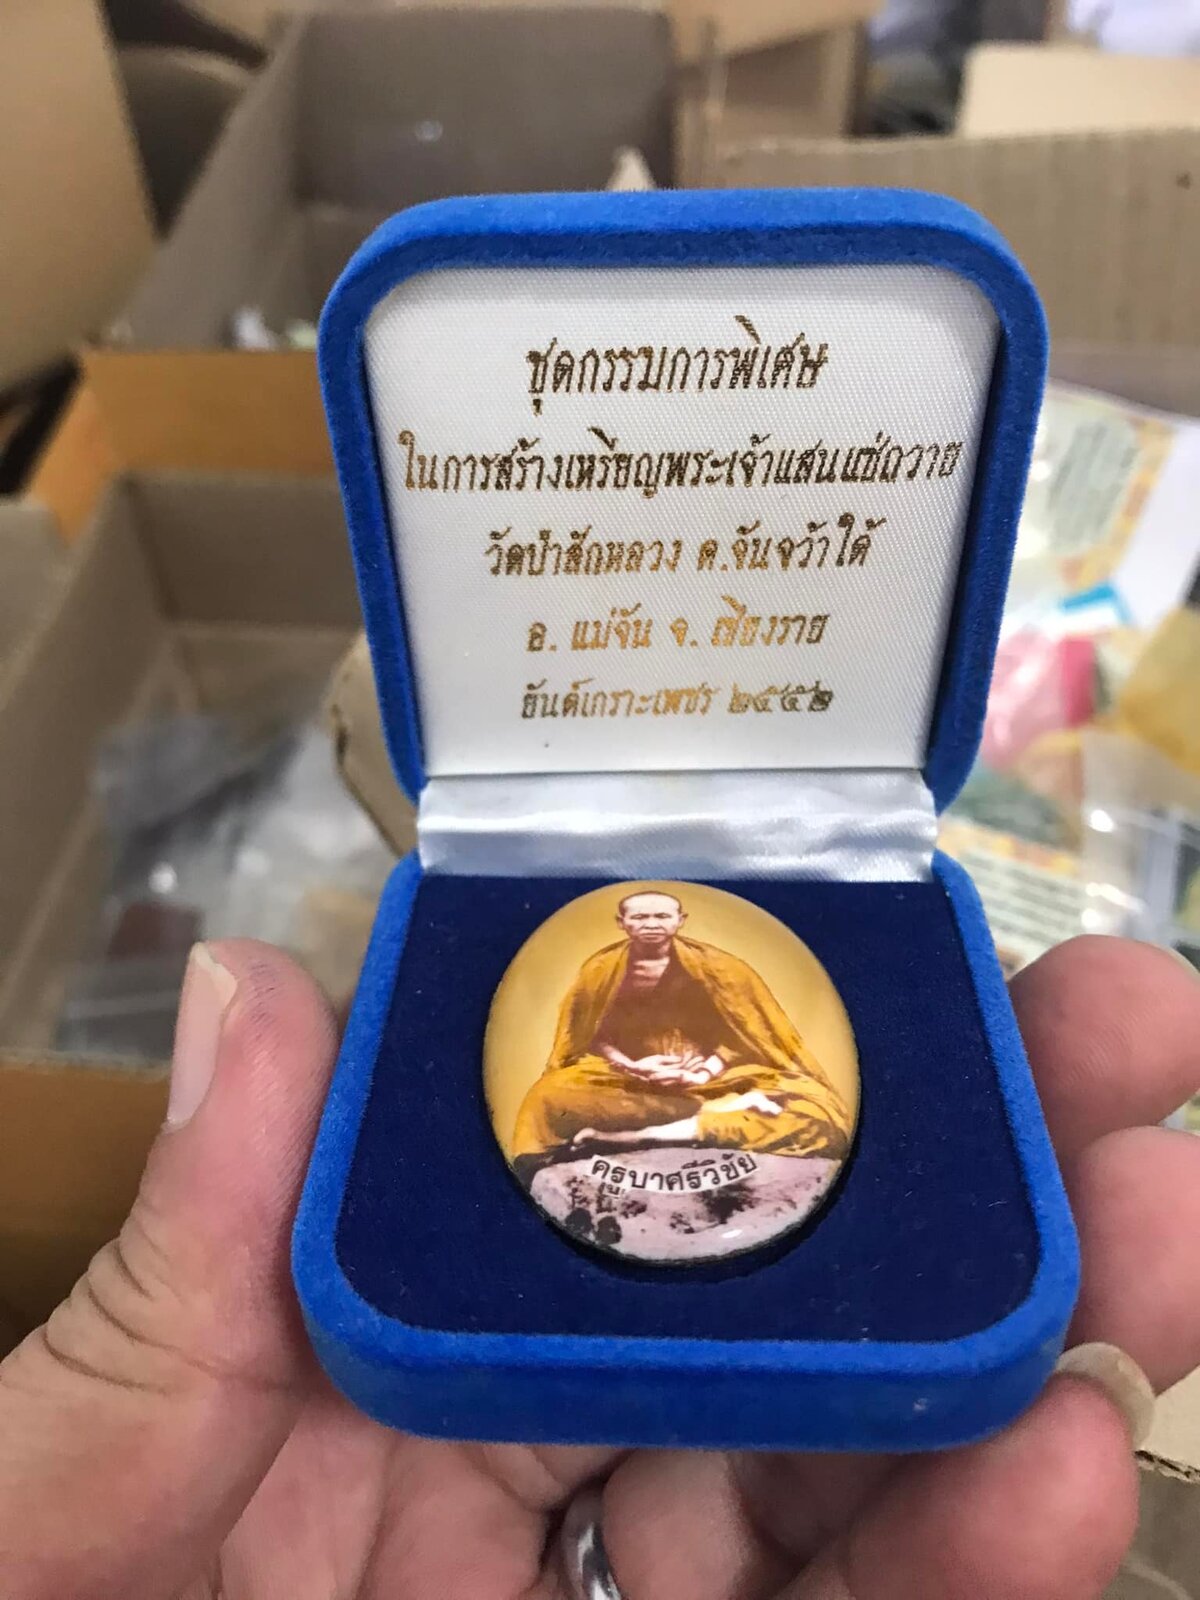 ชุดกรรมการพิเศษ
ในการสร้างเหรียญพระเจ้าแสนแซ่ถวาย
วัดป่าสักหลวง ต.จันจว้าใต้
อ. แม่จัน จ. เชียงราย
ธันต์เกราะเพชร ๒๕๕๒
ครูบาศรีวิชัย